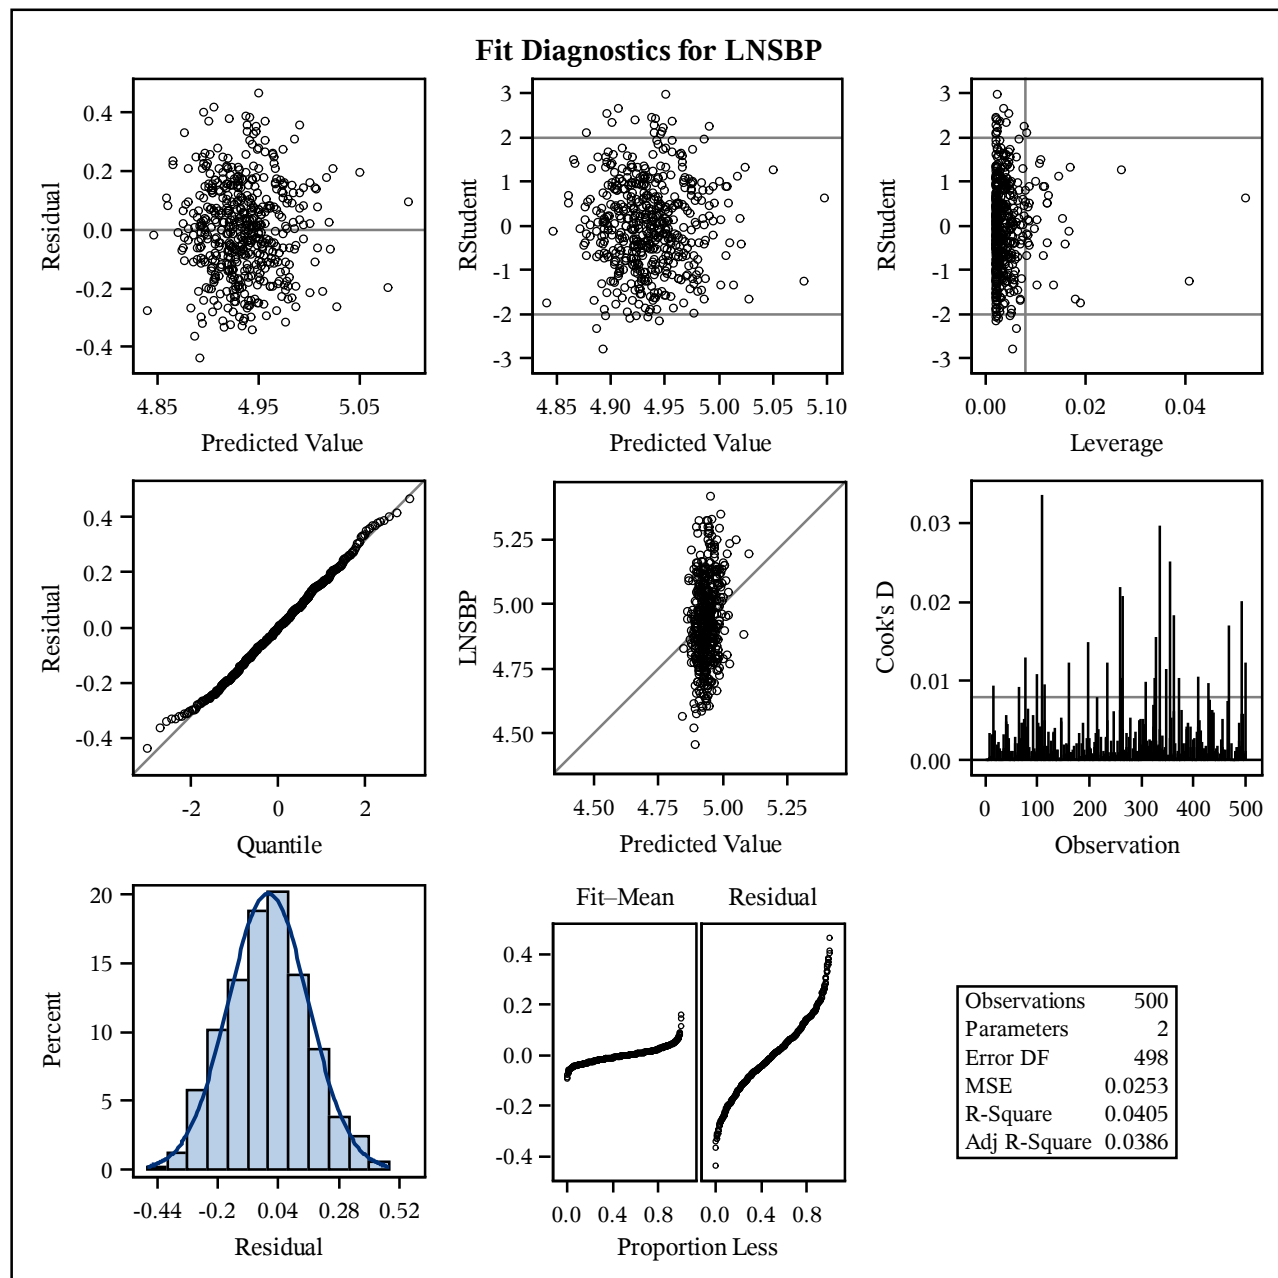 Fit Diagnostics for LNSBP
Residual
0.4
0.2
0.0
-0.2
-0.4
4.85 4.95 5.05
Predicted Value
RStudent
3
2
1
0
-1
-2
-3
4.85 4.90 4.95 5.00 5.05 5.10
Predicted Value
RStudent
3
2
1
0
-1
-2
-3
0.00 0.02 0.04
Leverage
Residual
0.4
0.2
0.0
-0.2
-0.4
-2 0 2
Quantile
LNSBP
5.25
5.00
4.75
4.50
4.50 4.75 5.00 5.25
Predicted Value
Cook's D
0.03
0.02
0.01
0.00
0 100 200 300 400 500
Observation
Percent
20
15
10
5
0
-0.44 -0.2 0.04 0.28 0.52
Residual
Fit–Mean Residual
0.4
0.2
0.0
-0.2
-0.4
0.0 0.4 0.8 0.0 0.4 0.8
Proportion Less
Observations 500
Parameters 2
Error DF 498
MSE 0.0253
R-Square 0.0405
Adj R-Square 0.0386